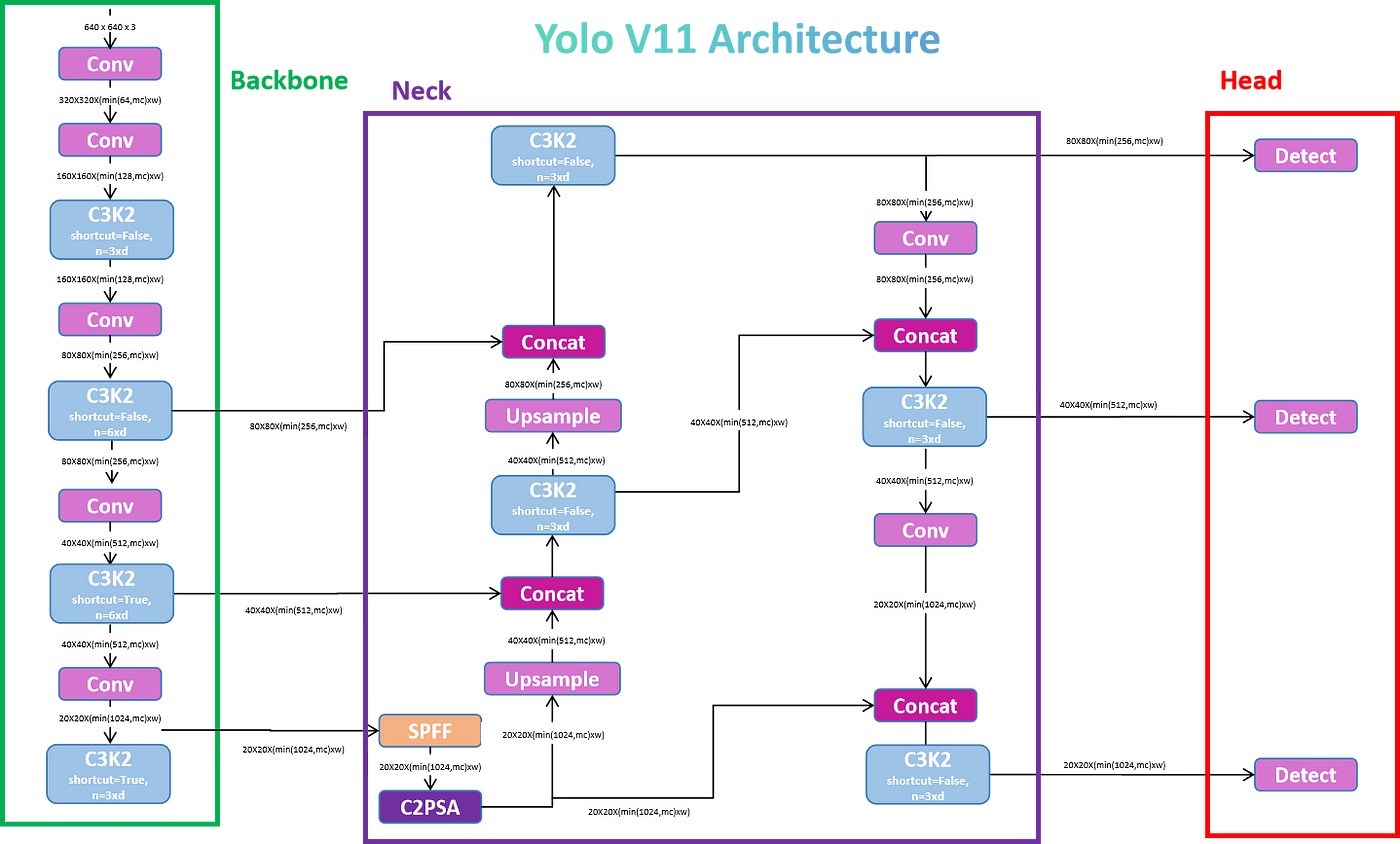 Yolo V11 Architecture
Backbone
640 x 640 x 3
Conv
320X320X(min(64,mc)xw)
Conv
160X160X(min(128,mc)xw)
C3K2
shortcut=False,
n=3xd
160X160X(min(128,mc)xw)
Conv
80X80X(min(256,mc)xw)
C3K2
shortcut=False,
n=6xd
80X80X(min(256,mc)xw)
80X80X(min(256,mc)xw)
Conv
40X40X(min(512,mc)xw)
C3K2
shortcut=True,
n=6xd
40X40X(min(512,mc)xw)
40X40X(min(512,mc)xw)
Conv
20X20X(min(1024,mc)xw)
20X20X(min(1024,mc)xw)
C3K2
shortcut=True,
n=3xd
Neck
C3K2
shortcut=False,
n=3xd
Concat
80X80X(min(256,mc)xw)
Upsample
40X40X(min(512,mc)xw)
C3K2
shortcut=False,
n=3xd
40X40X(min(512,mc)xw)
Concat
40X40X(min(512,mc)xw)
Upsample
20X20X(min(1024,mc)xw)
SPFF
20X20X(min(1024,mc)xw)
C2PSA
20X20X(min(1024,mc)xw)
80X80X(min(256,mc)xw)
Conv
80X80X(min(256,mc)xw)
Concat
C3K2
shortcut=False,
n=3xd
40X40X(min(512,mc)xw)
Conv
20X20X(min(1024,mc)xw)
Concat
C3K2
shortcut=False,
n=3xd
Head
80X80X(min(256,mc)xw)
Detect
40X40X(min(512,mc)xw)
Detect
20X20X(min(1024,mc)xw)
Detect